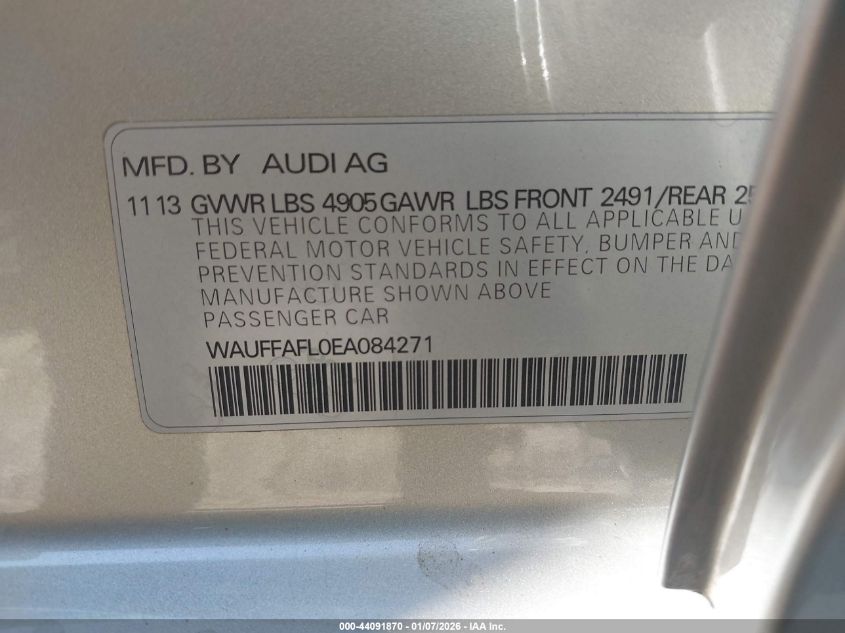 MFD. BY AUDI AG
11 13 GVWR LBS 4905 GAWR LBS FRONT 2491/REAR
THIS VEHICLE CONFORMS TO ALL APPLICABLE
FEDERAL MOTOR VEHICLE SAFETY, BUMPER AND
PREVENTION STANDARDS IN EFFECT ON THE
MANUFACTURE SHOWN ABOVE
PASSENGER CAR
WAUFFAFL0EA084271
000-44091870 - 01/07/2026 - IAA Inc.